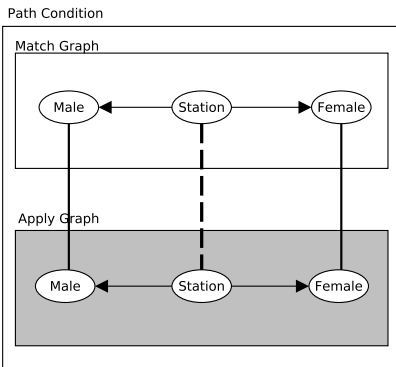 Path Condition
Match Graph
Male Station Female
Apply Graph
Male Station Female